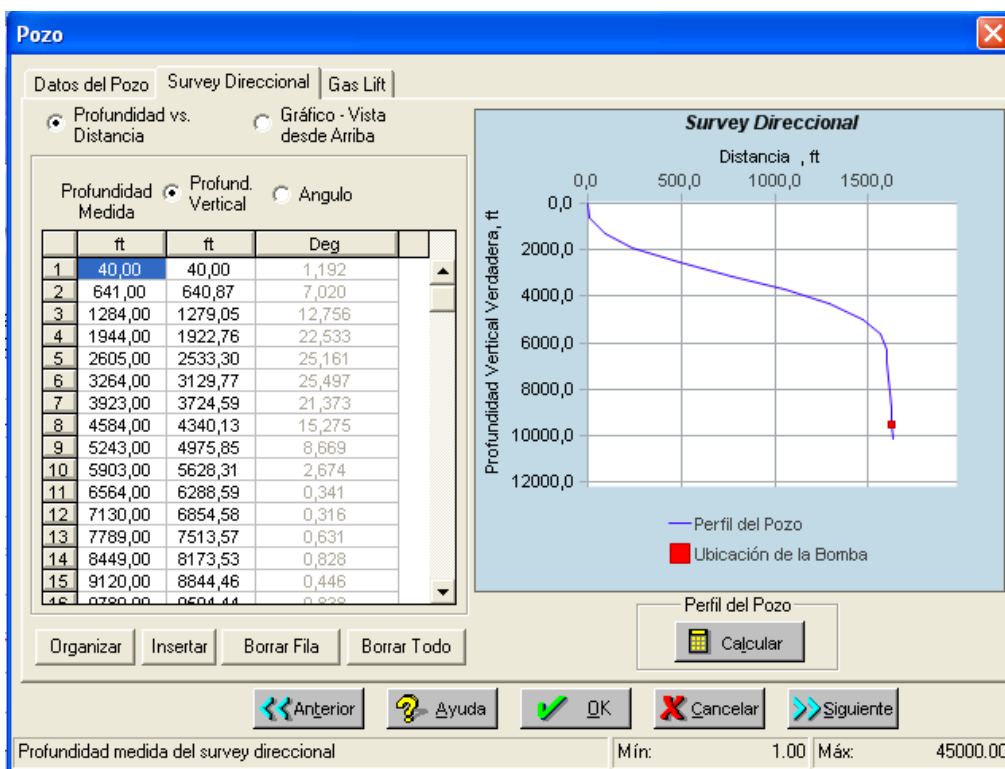 Pozo
Datos del Pozo Survey Direccional Gas Lift
Profundidad vs. Distancia
Gráfico - Vista desde Arriba
Profundidad Medida
Profund. Vertical
Angulo
ft ft Deg
1 40,00 40,00 1,192
2 641,00 640,87 7,020
3 1284,00 1279,05 12,756
4 1944,00 1922,76 22,533
5 2605,00 2533,30 25,161
6 3264,00 3129,77 25,497
7 3923,00 3724,59 21,373
8 4584,00 4340,13 15,275
9 5243,00 4975,85 8,669
10 5903,00 5628,31 2,674
11 6564,00 6288,59 0,341
12 7130,00 6854,58 0,316
13 7789,00 7513,57 0,631
14 8449,00 8173,53 0,828
15 9120,00 8844,46 0,446
Organizar Insertar Borrar Fila Borrar Todo
Survey Direccional
Distancia , ft
0,0 500,0 1000,0 1500,0
Profundidad Vertical Verdadera, ft
0,0
2000,0
4000,0
6000,0
8000,0
10000,0
12000,0
Perfil del Pozo
Ubicación de la Bomba
Perfil del Pozo
Calcular
Anterior Ayuda OK Cancelar Siguiente
Profundidad medida del survey direccional Mín: 1.00 Máx: 45000.00